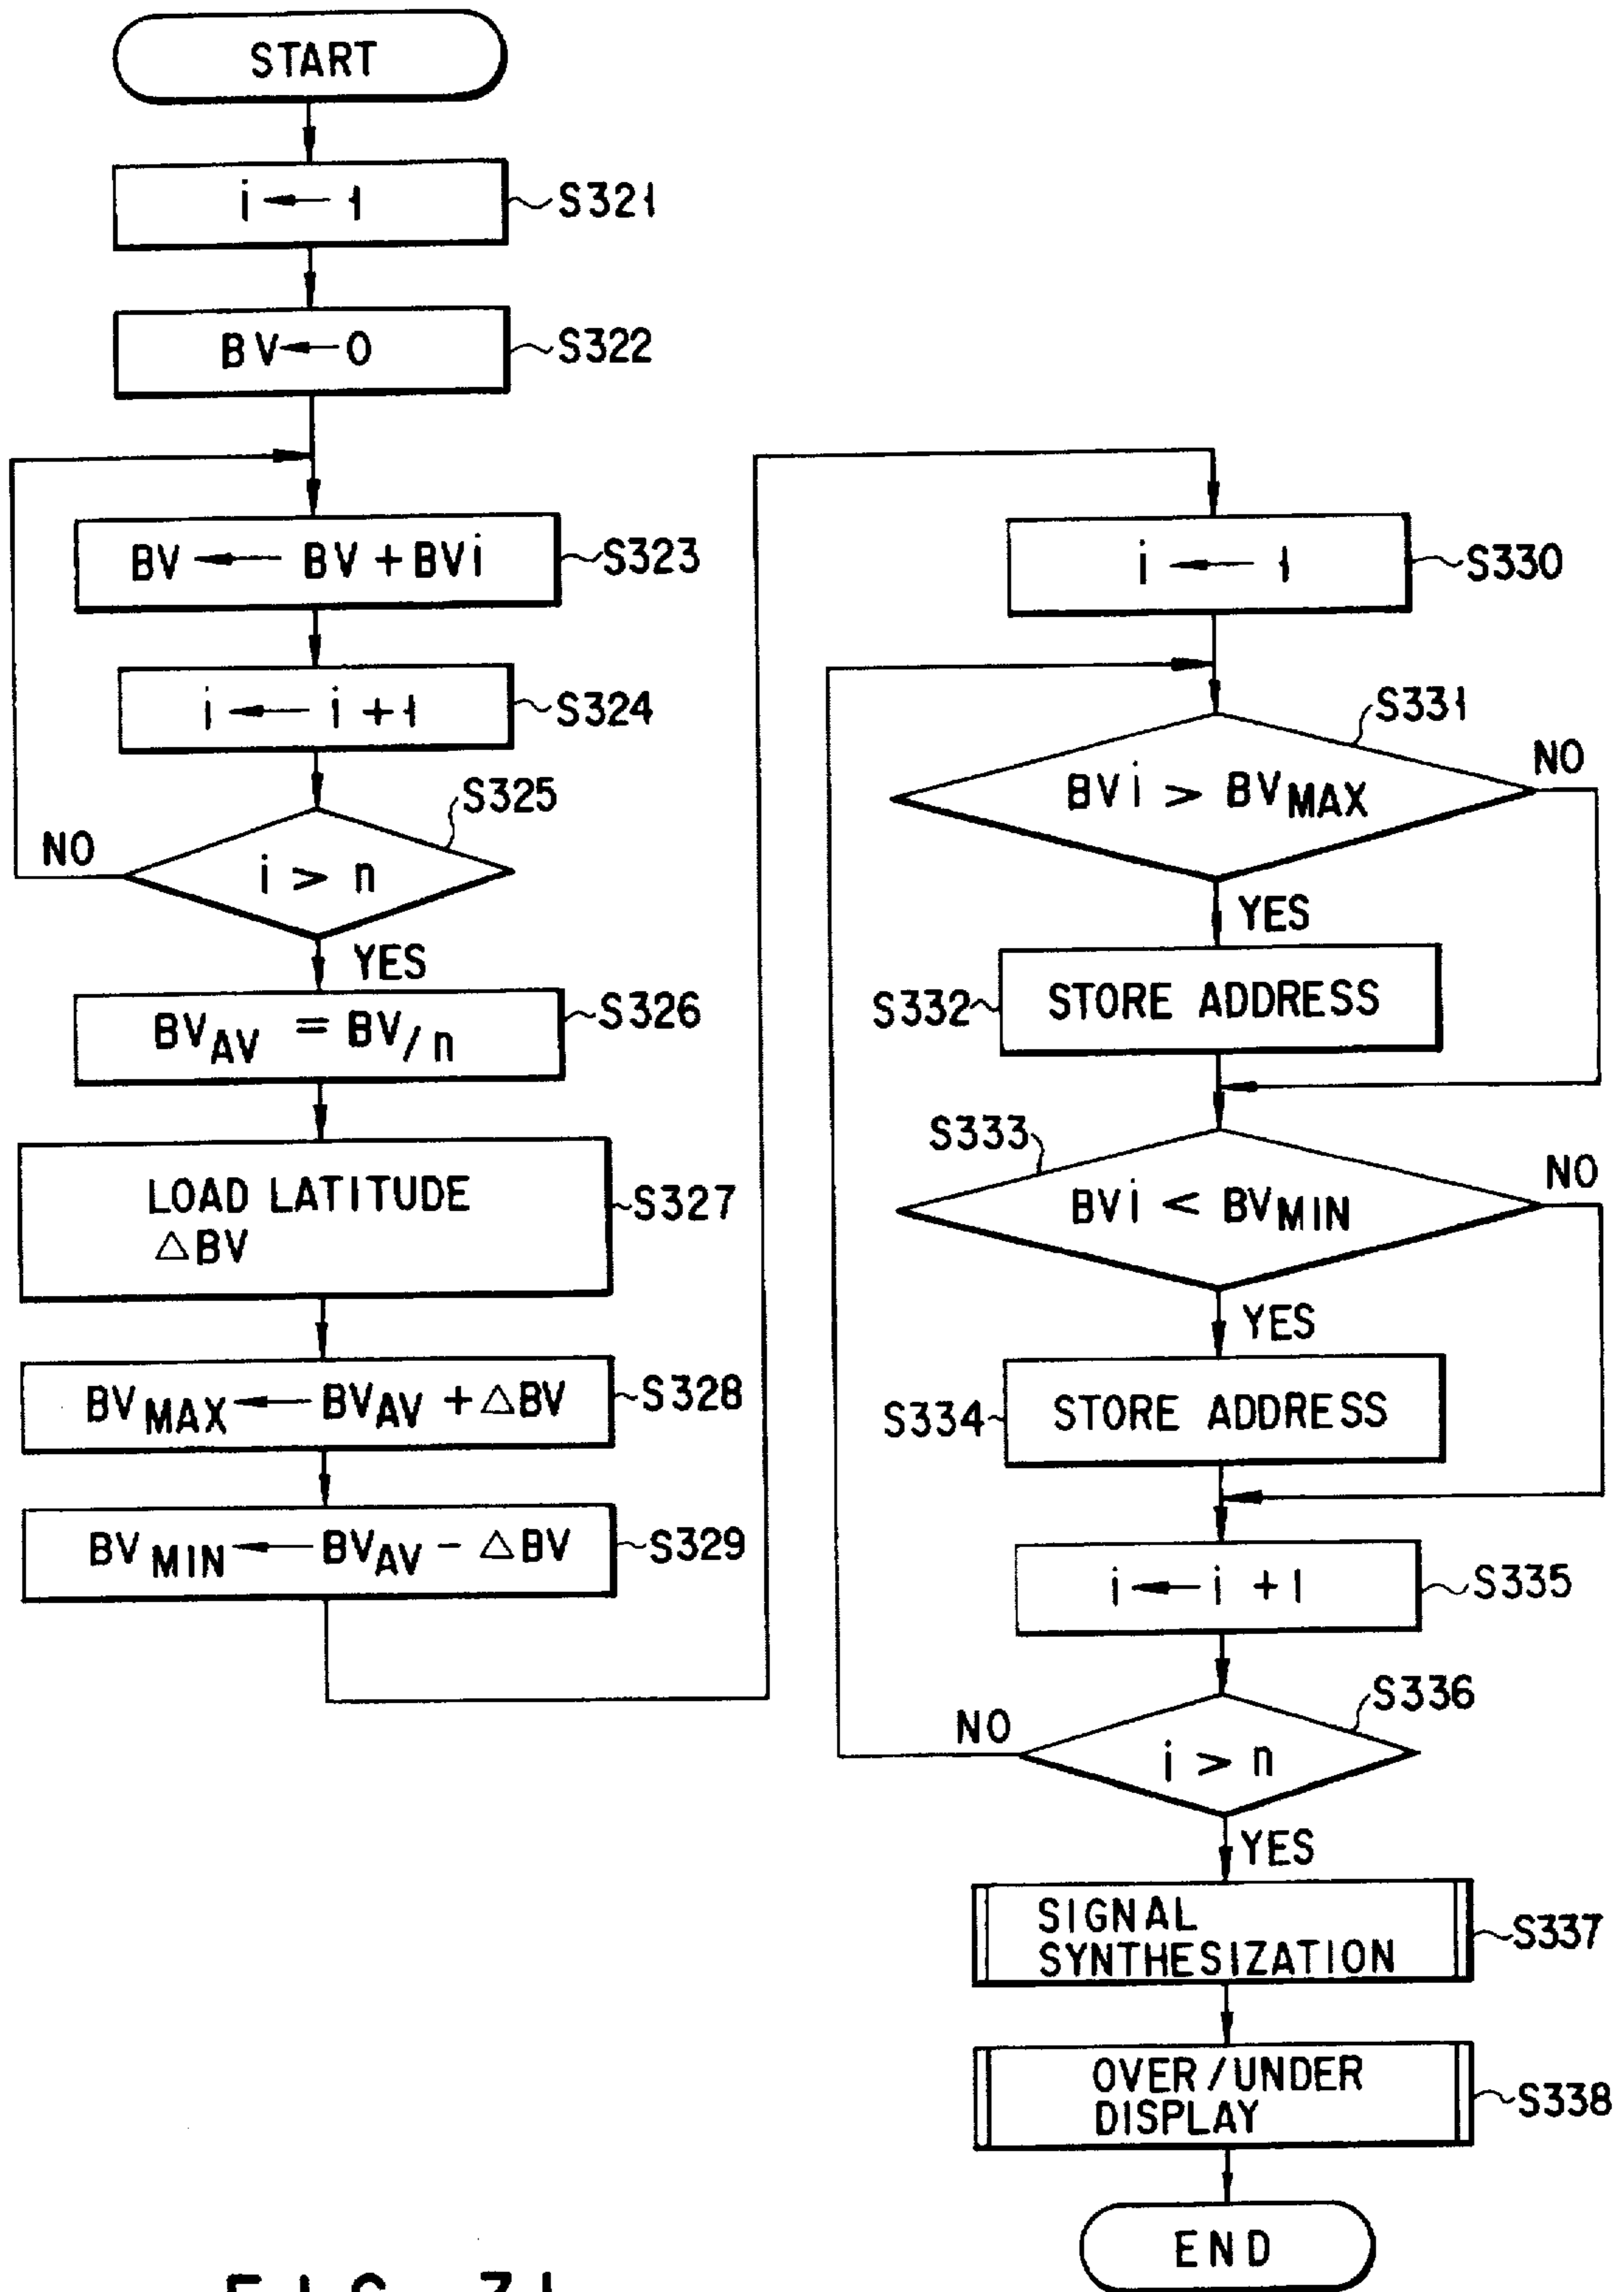 START
i ← 1
S321
BV ← 0
S322
BV ← BV + BVi
S323
i ← i + 1
S324
S325
NO
i > n
YES
BVAV = BV/n
S326
LOAD LATITUDE
△BV
S327
BVMAX ← BVAV + △BV
S328
BVMIN ← BVAV - △BV
S329
i ← 1
S330
S331
NO
BVi > BVMAX
YES
S332
STORE ADDRESS
S333
NO
BVi < BVMIN
YES
S334
STORE ADDRESS
i ← i + 1
S335
S336
NO
i > n
YES
SIGNAL
SYNTHESIZATION
S337
OVER/UNDER
DISPLAY
S338
END